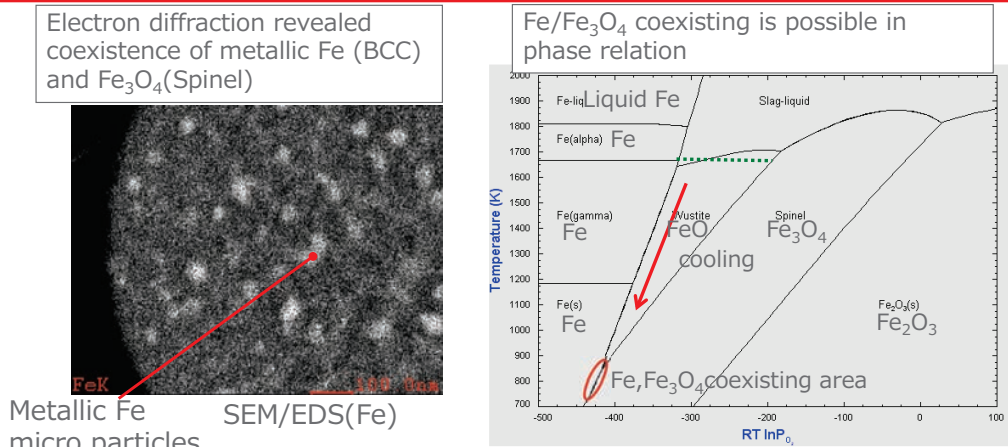 Electron diffraction revealed
coexistence of metallic Fe (BCC)
and Fe₃O₄(Spinel)
FeK
Metallic Fe
micro particles
SEM/EDS(Fe)
Fe/Fe₃O₄ coexisting is possible in
phase relation
2000
1900
1800
1700
1600
1500
1400
1300
1200
1100
1000
900
800
700
Temperature (K)
Fe-liq
Liquid Fe
Slag-liquid
Fe(alpha)
Fe
Fe(gamma)
Fe
Wustite
FeO
Spinel
Fe₃O₄
cooling
Fe(s)
Fe
Fe₂O₃(s)
Fe₂O₃
Fe,Fe₃O₄coexisting area
-500
-400
-300
-200
-100
0
100
RT lnP